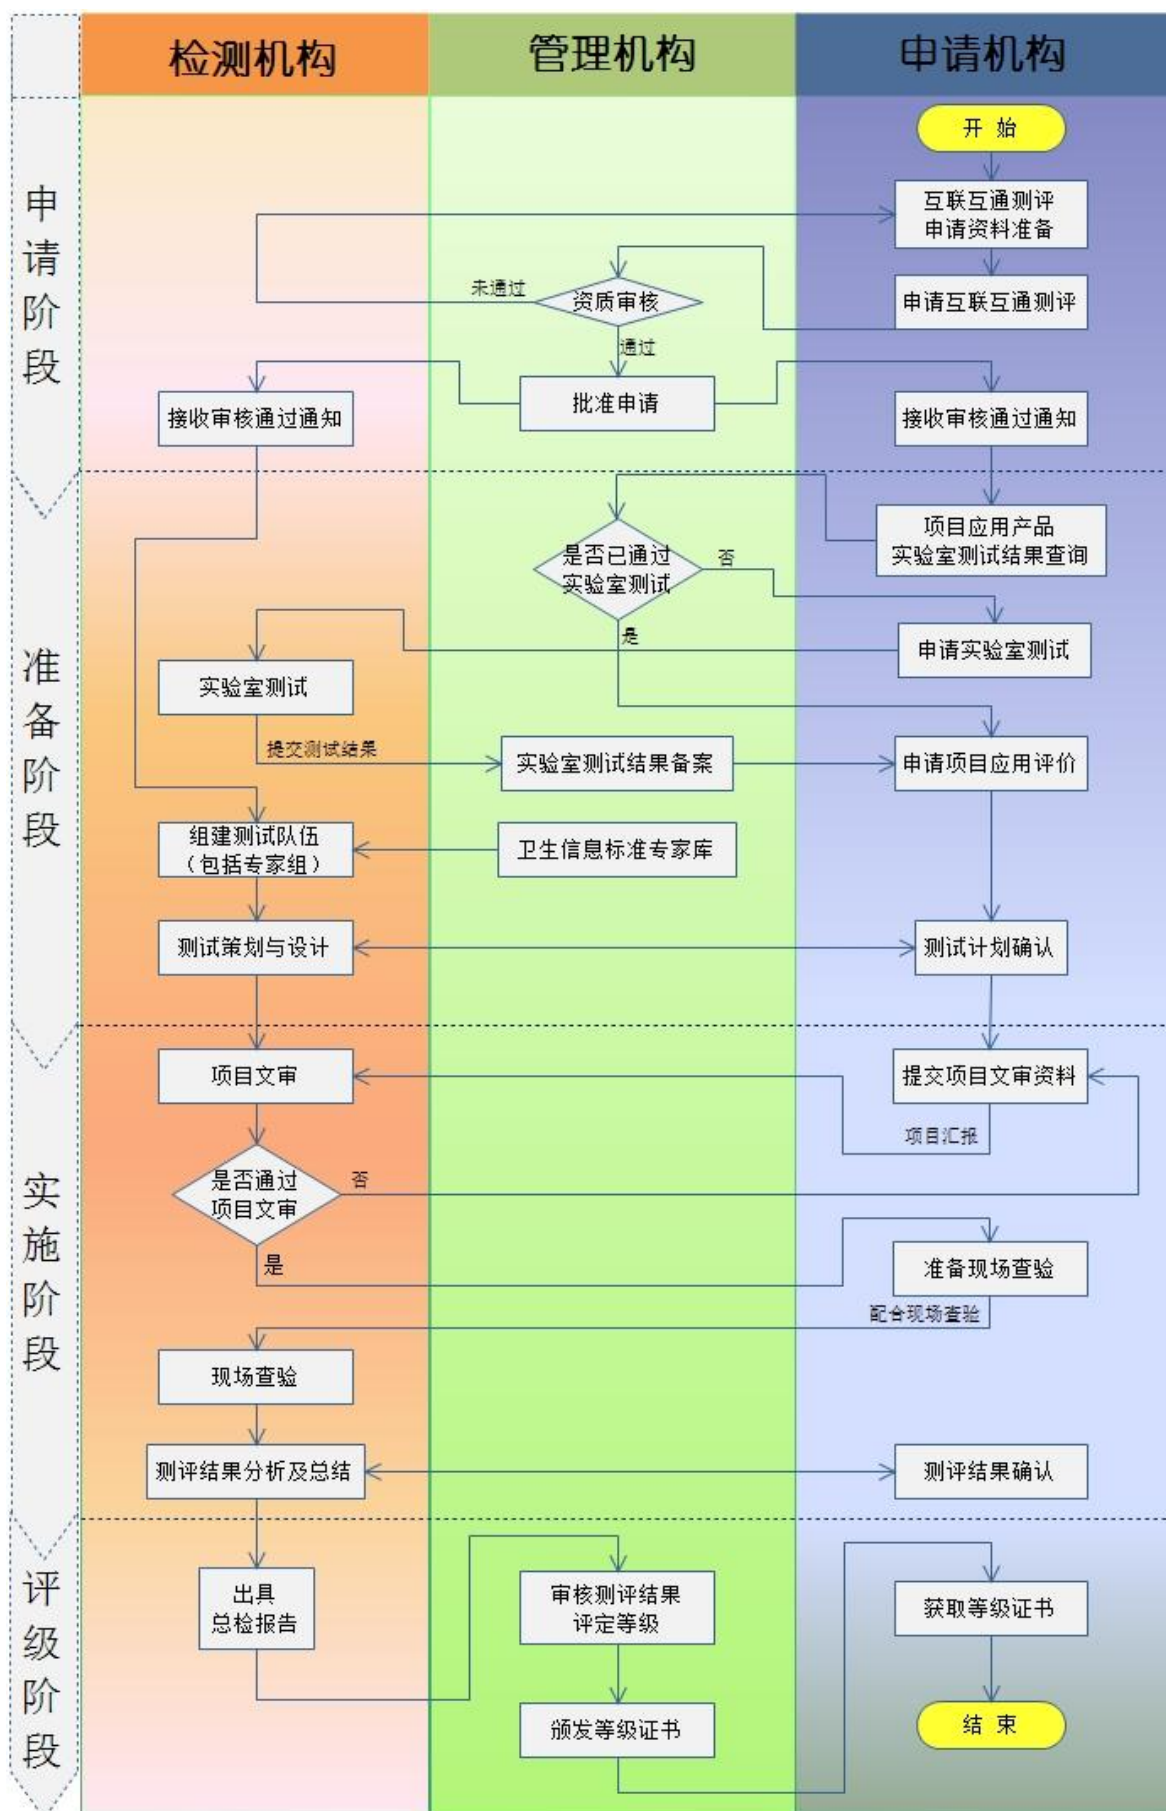 检测机构
管理机构
申请机构
申请阶段
开 始
互联互通测评
申请资料准备
未通过
资质审核
申请互联互通测评
通过
接收审核通过通知
批准申请
接收审核通过通知
准备阶段
项目应用产品
实验室测试结果查询
是否已通过
实验室测试
否
是
申请实验室测试
实验室测试
提交测试结果
实验室测试结果备案
申请项目应用评价
组建测试队伍
（包括专家组）
卫生信息标准专家库
测试策划与设计
测试计划确认
实施阶段
项目文审
提交项目文审资料
项目汇报
是否通过
项目文审
否
是
准备现场查验
配合现场查验
现场查验
测评结果分析及总结
测评结果确认
评级阶段
出具
总检报告
审核测评结果
评定等级
获取等级证书
颁发等级证书
结 束